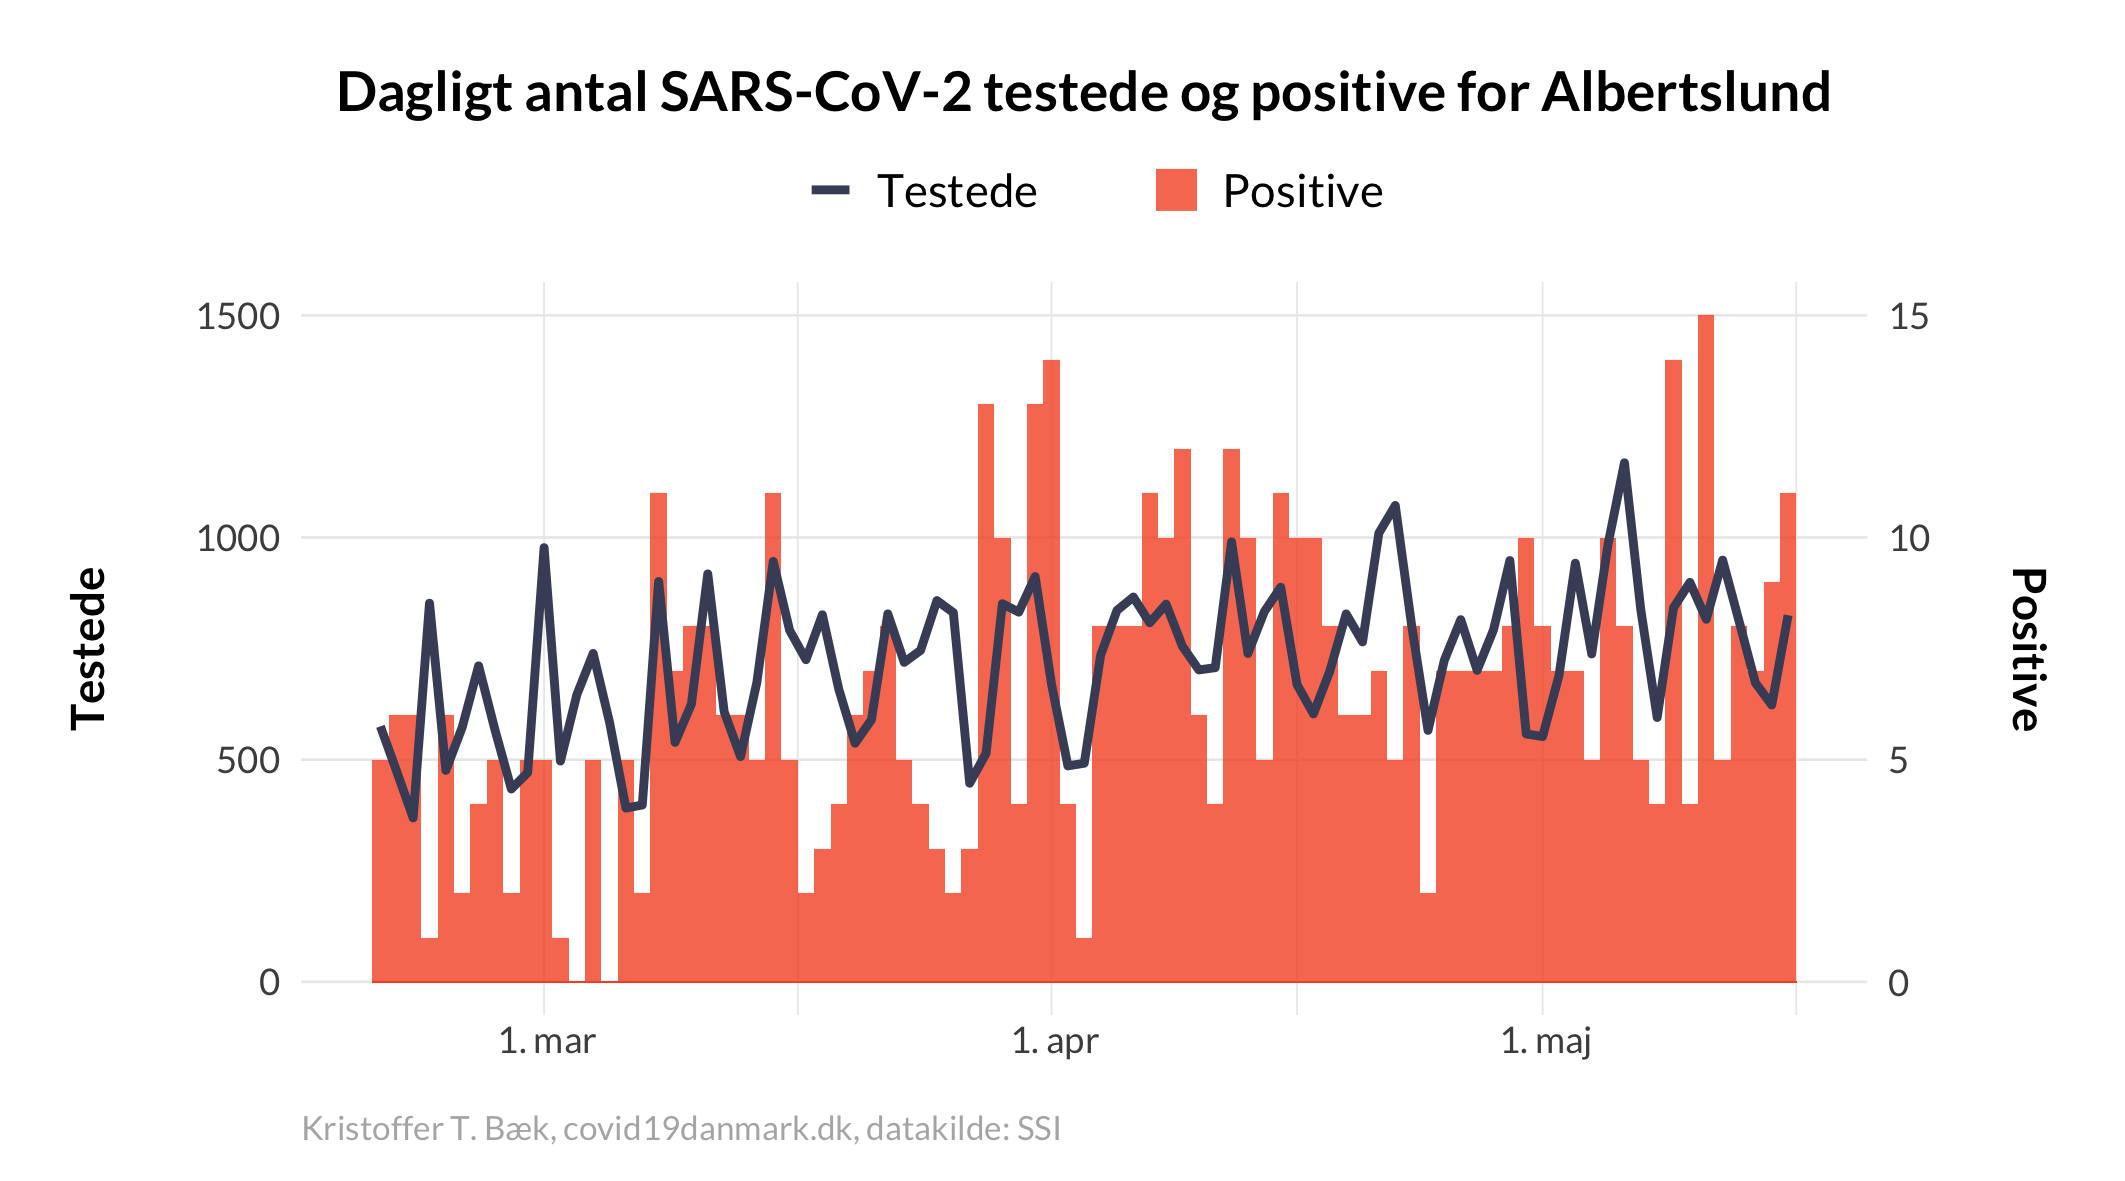 Dagligt antal SARS-CoV-2 testede og positive for Albertslund
Testede
Positive
1500
1000
500
0
15
10
5
0
Testede
Positive
1. mar
1. apr
1. maj
Kristoffer T. Bæk, covid19danmark.dk, datakilde: SSI